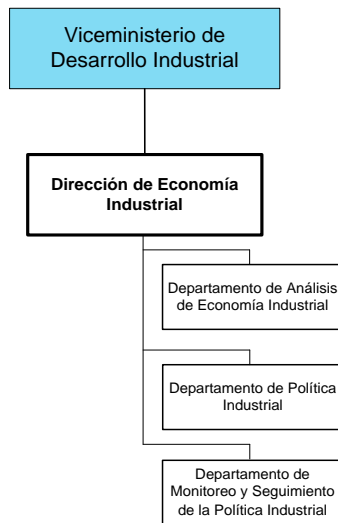 Viceministerio de
Desarrollo Industrial
Dirección de Economía
Industrial
Departamento de Análisis
de Economía Industrial
Departamento de Política
Industrial
Departamento de
Monitoreo y Seguimiento
de la Política Industrial